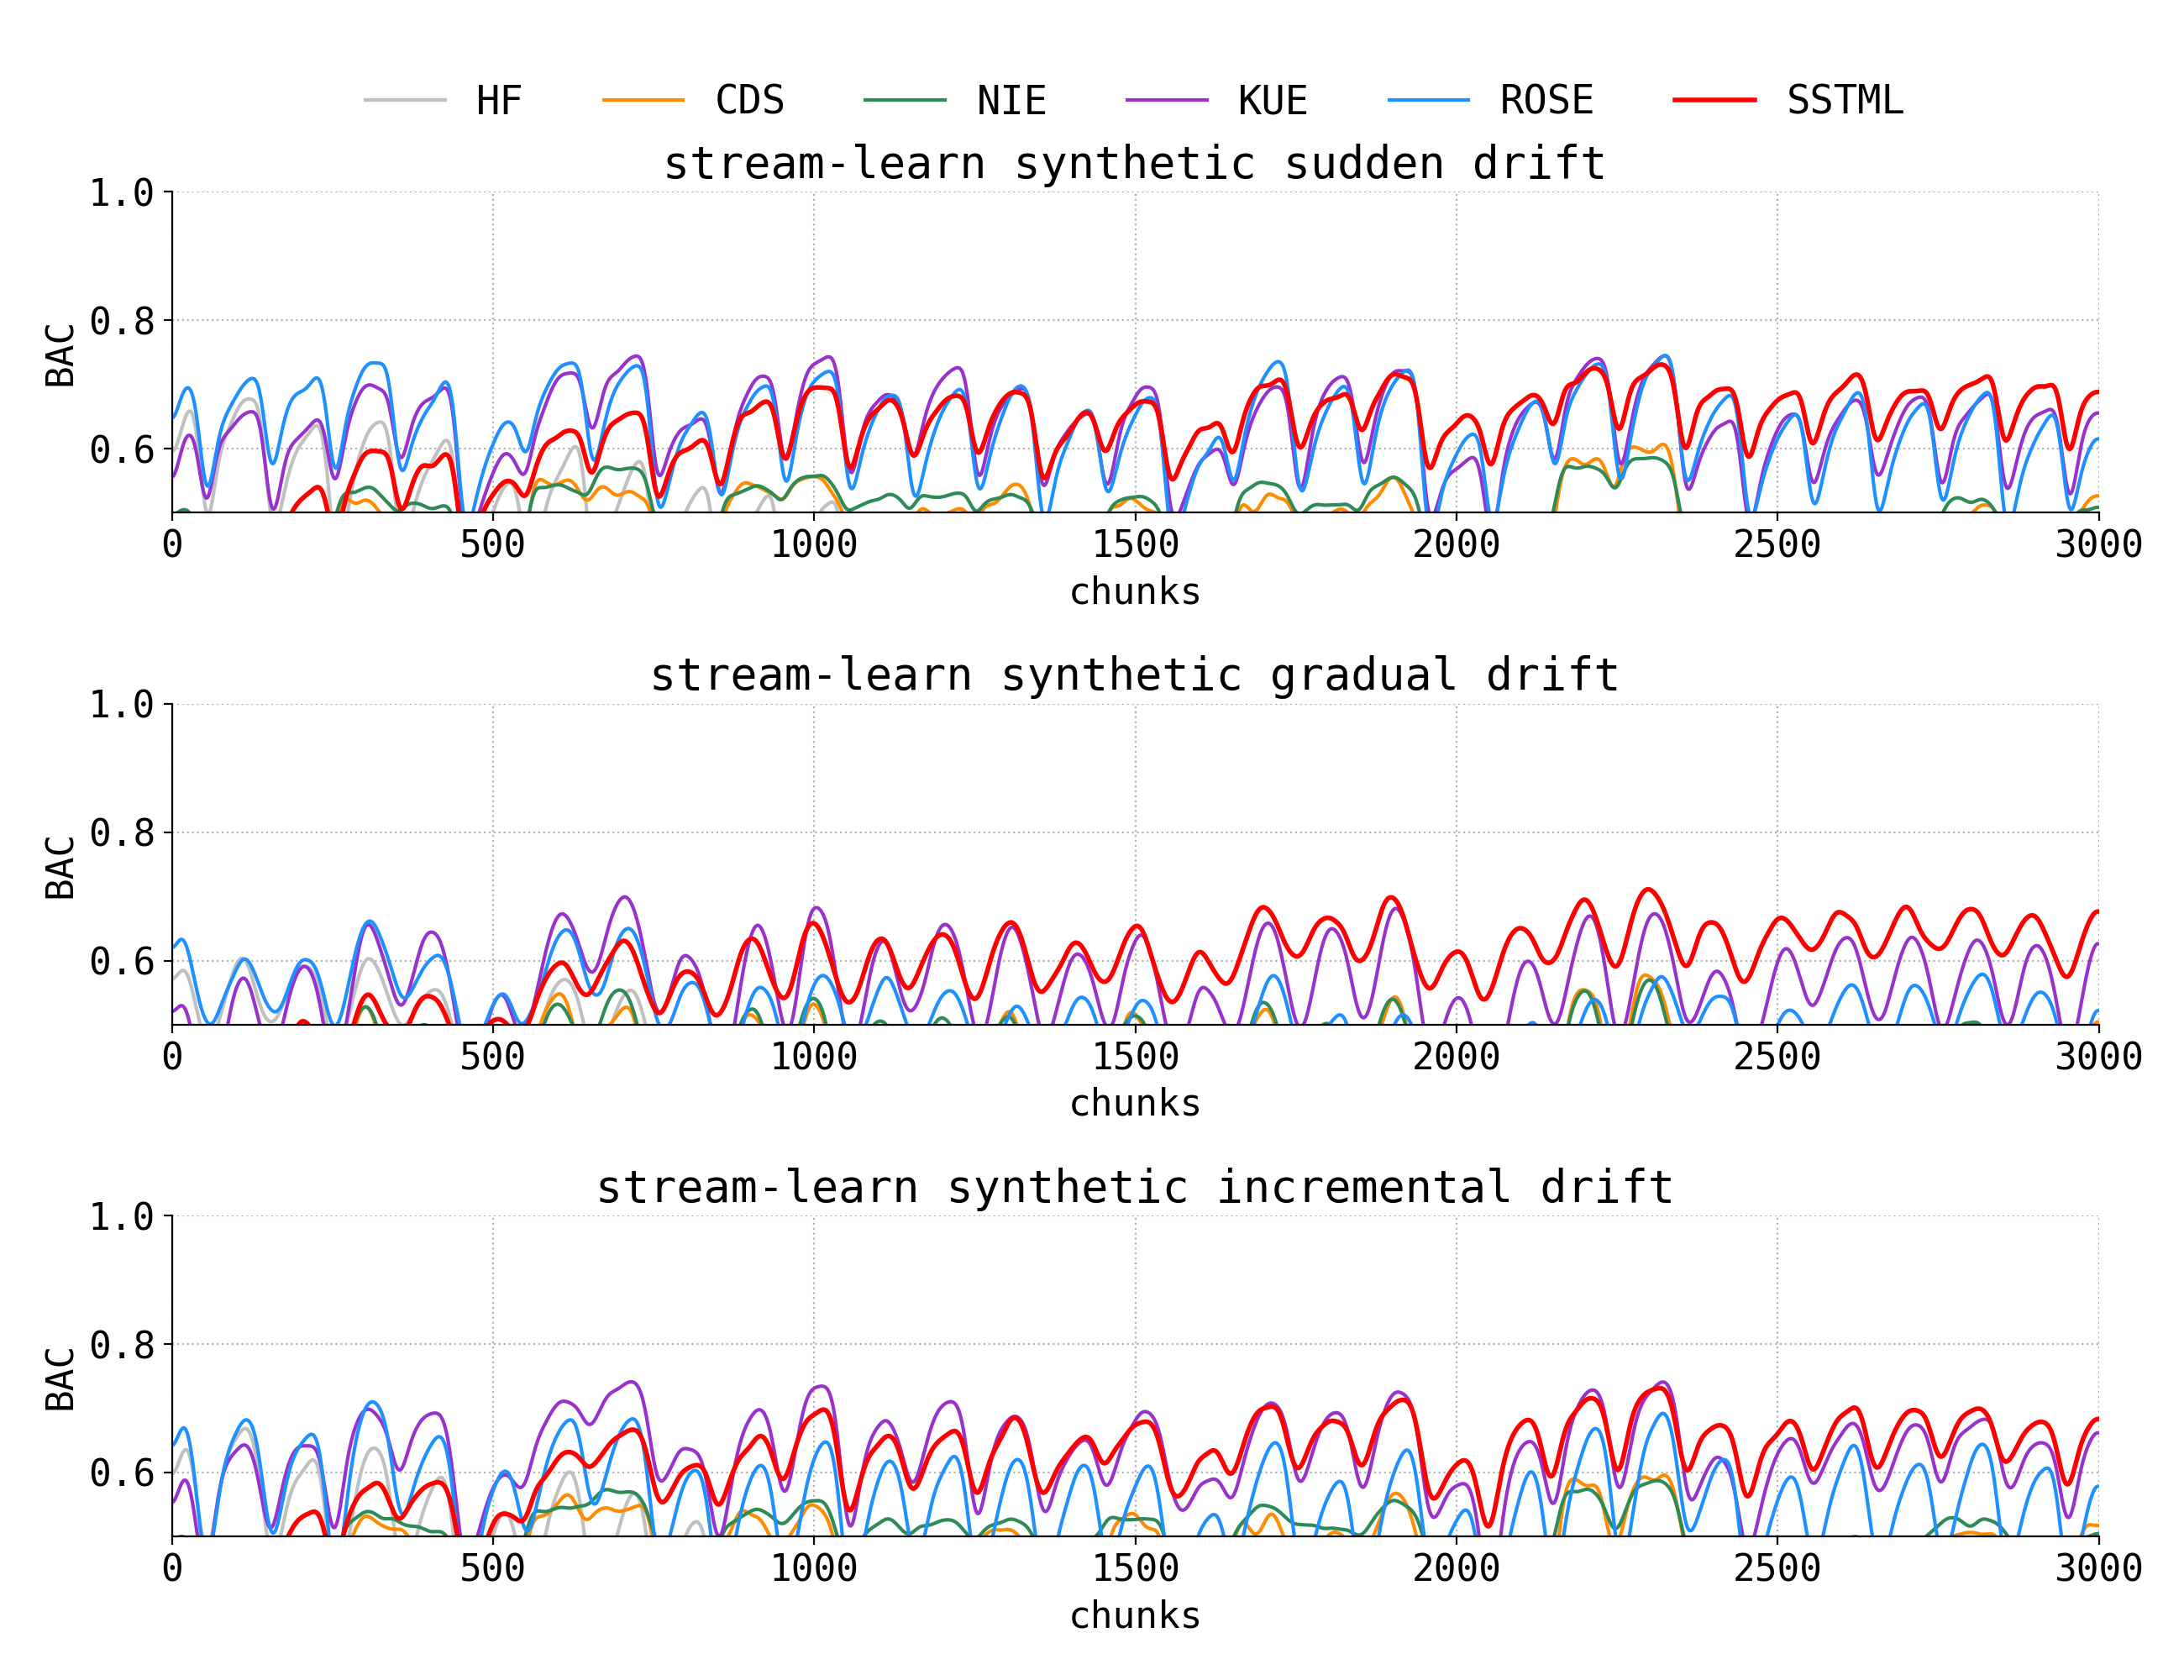 HF CDS NIE KUE ROSE SSTML
stream-learn synthetic sudden drift
1.0
0.8
0.6
BAC
0 500 1000 1500 2000 2500 3000
chunks
stream-learn synthetic gradual drift
1.0
0.8
0.6
BAC
0 500 1000 1500 2000 2500 3000
chunks
stream-learn synthetic incremental drift
1.0
0.8
0.6
BAC
0 500 1000 1500 2000 2500 3000
chunks